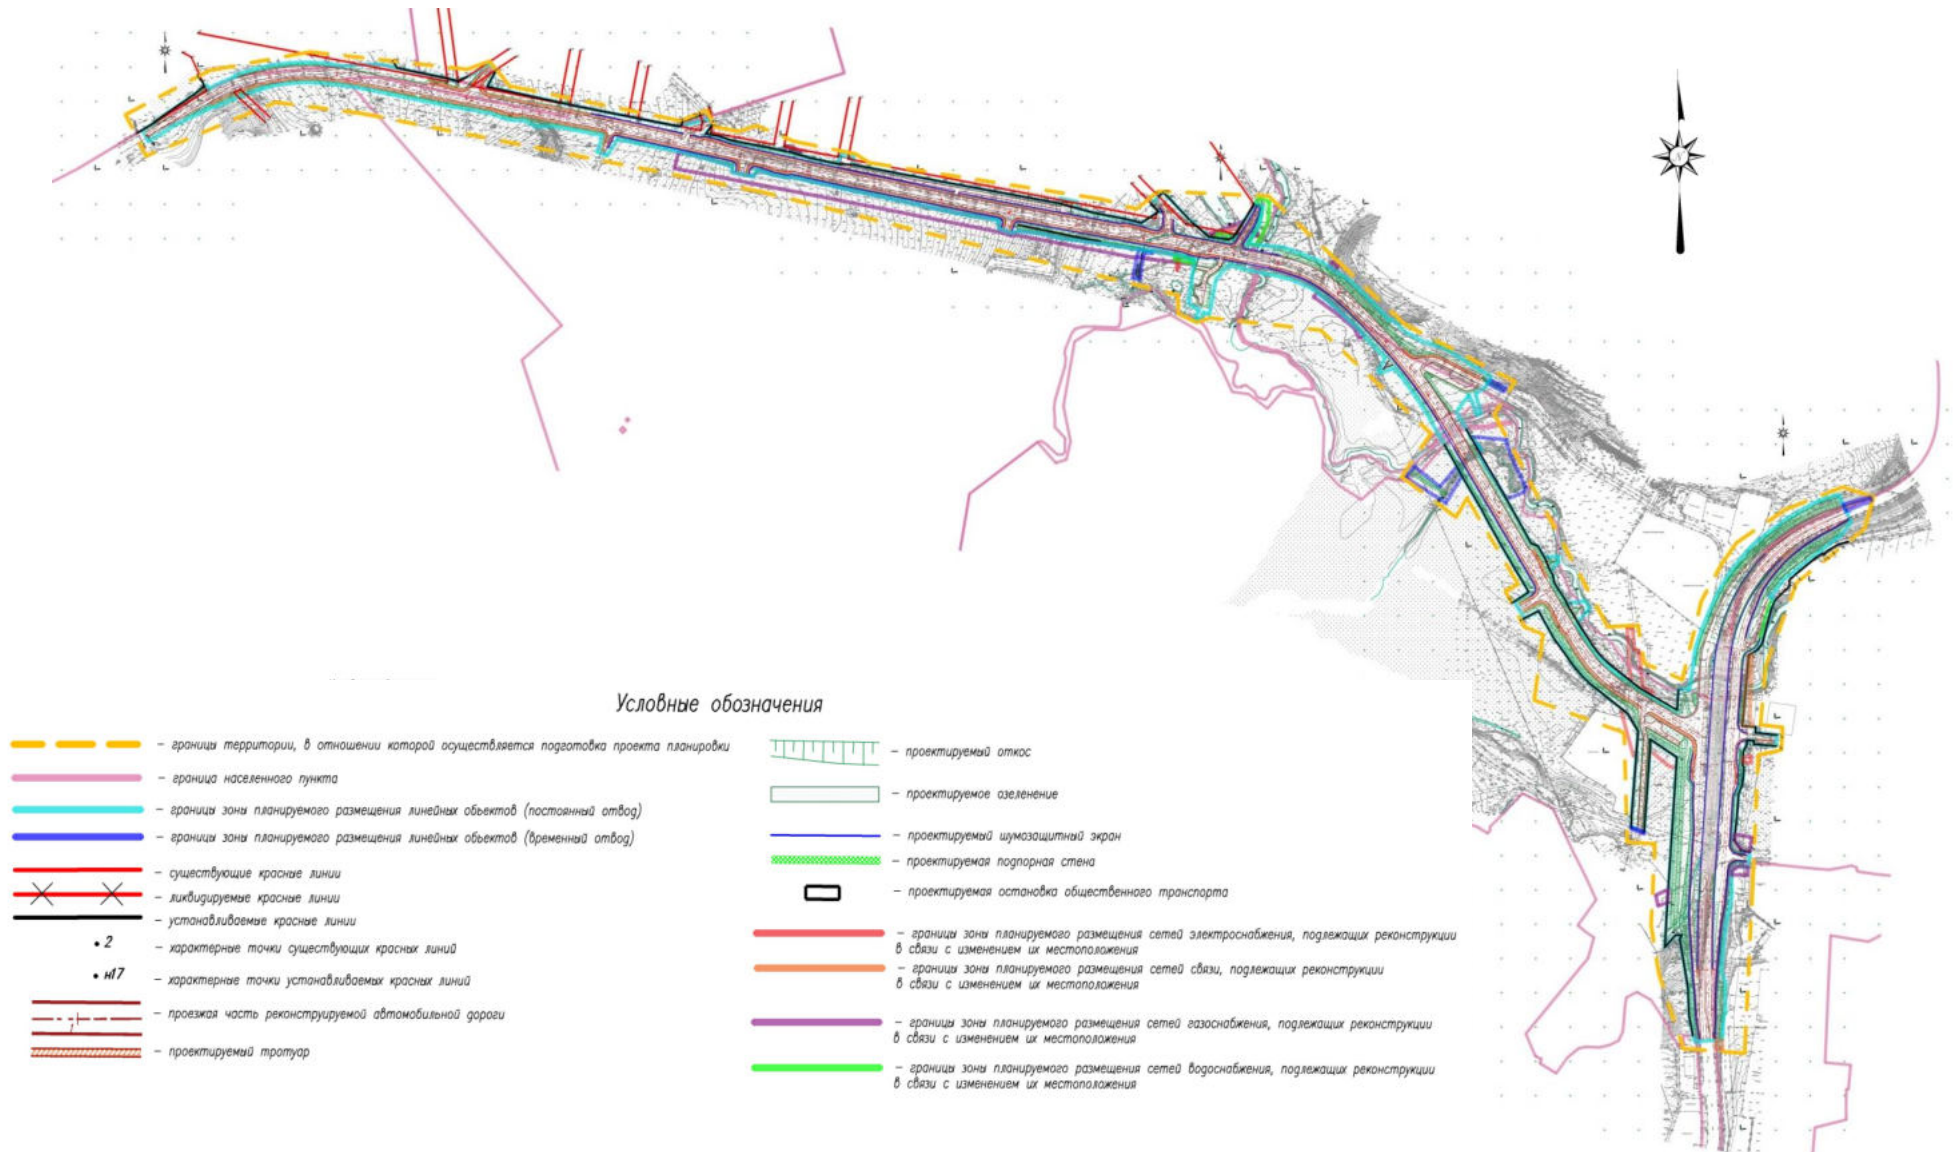 Условные обозначения
– границы территории, в отношении которой осуществляется подготовка проекта планировки
– граница населенного пункта
– границы зоны планируемого размещения линейных объектов (постоянный отвод)
– границы зоны планируемого размещения линейных объектов (временный отвод)
– существующие красные линии
– ликвидируемые красные линии
– устанавливаемые красные линии
• 2 – характерные точки существующих красных линий
• н17 – характерные точки устанавливаемых красных линий
– проезжая часть реконструируемой автомобильной дороги
– проектируемый тротуар
– проектируемый откос
– проектируемое озеленение
– проектируемый шумозащитный экран
– проектируемая подпорная стена
– проектируемая остановка общественного транспорта
– границы зоны планируемого размещения сетей электроснабжения, подлежащих реконструкции
в связи с изменением их местоположения
– границы зоны планируемого размещения сетей связи, подлежащих реконструкции
в связи с изменением их местоположения
– границы зоны планируемого размещения сетей газоснабжения, подлежащих реконструкции
в связи с изменением их местоположения
– границы зоны планируемого размещения сетей водоснабжения, подлежащих реконструкции
в связи с изменением их местоположения